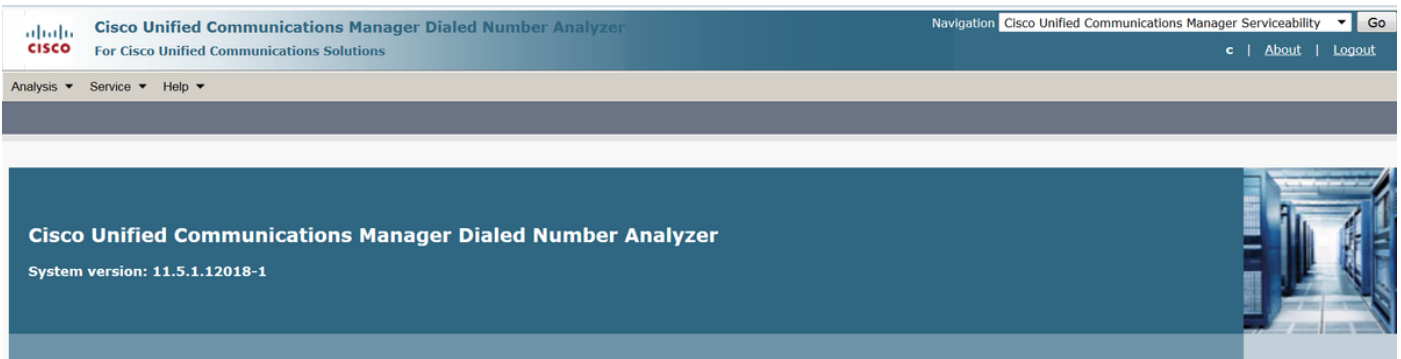 Cisco Unified Communications Manager Dialed Number Analyzer
For Cisco Unified Communications Solutions
CISCO
Navigation Cisco Unified Communications Manager Serviceability Go
c | About | Logout
Analysis Service Help
Cisco Unified Communications Manager Dialed Number Analyzer
System version: 11.5.1.12018-1